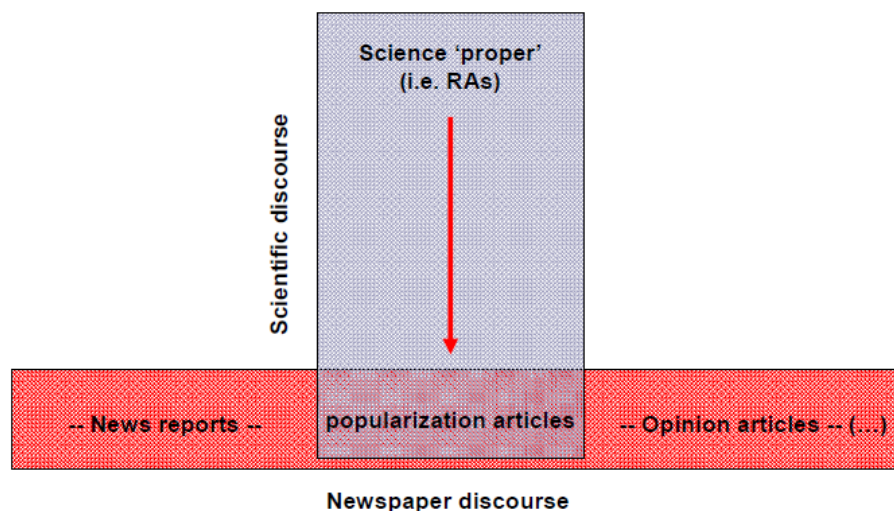 Science ‘proper’
(i.e. RAs)
Scientific discourse
-- News reports --
popularization articles
-- Opinion articles -- (…)
Newspaper discourse